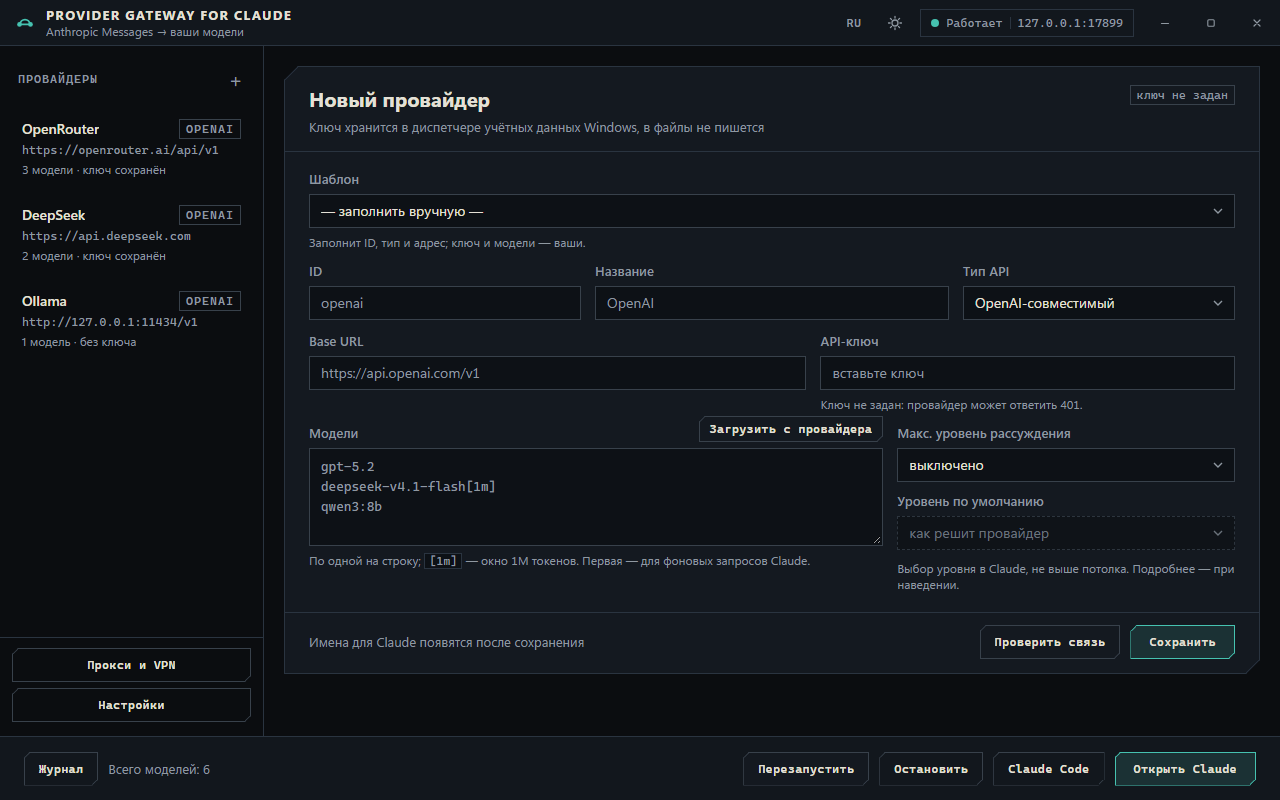 PROVIDER GATEWAY FOR CLAUDE
Anthropic Messages → ваши модели
RU
Работает
127.0.0.1:17899
ПРОВАЙДЕРЫ
+
OpenRouter
OPENAI
https://openrouter.ai/api/v1
3 модели · ключ сохранён
DeepSeek
OPENAI
https://api.deepseek.com
2 модели · ключ сохранён
Ollama
OPENAI
http://127.0.0.1:11434/v1
1 модель · без ключа
Прокси и VPN
Настройки
Новый провайдер
ключ не задан
Ключ хранится в диспетчере учётных данных Windows, в файлы не пишется
Шаблон
— заполнить вручную —
Заполнит ID, тип и адрес; ключ и модели — ваши.
ID
Название
Тип API
openai
OpenAI
OpenAI-совместимый
Base URL
API-ключ
https://api.openai.com/v1
вставьте ключ
Ключ не задан: провайдер может ответить 401.
Модели
Загрузить с провайдера
Макс. уровень рассуждения
gpt-5.2
deepseek-v4.1-flash[1m]
qwen3:8b
выключено
Уровень по умолчанию
как решит провайдер
По одной на строку; [1m] — окно 1М токенов. Первая — для фоновых запросов Claude.
Выбор уровня в Claude, не выше потолка. Подробнее — при
наведении.
Имена для Claude появятся после сохранения
Проверить связь
Сохранить
Журнал
Всего моделей: 6
Перезапустить
Остановить
Claude Code
Открыть Claude